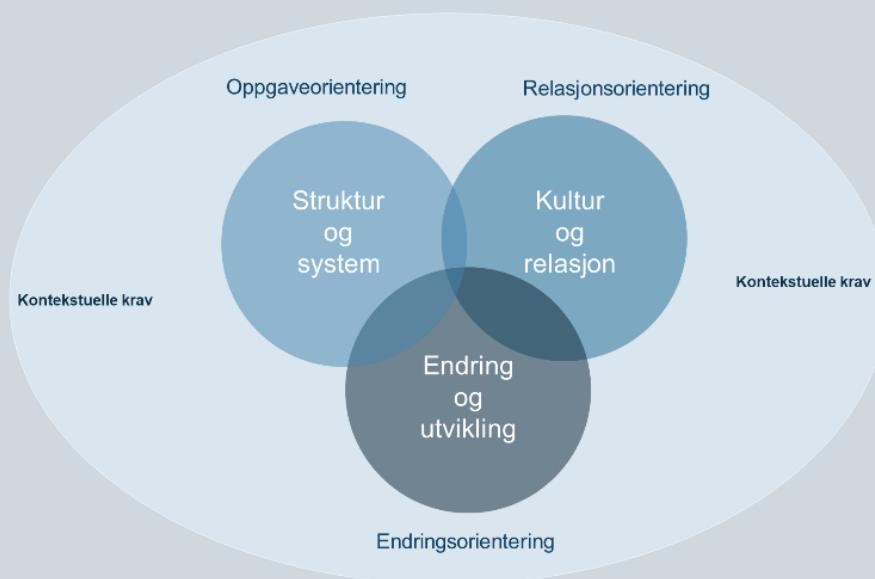 Oppgaveorientering
Relasjonsorientering
Struktur
og
system
Kultur
og
relasjon
Kontekstuelle krav
Kontekstuelle krav
Endring
og
utvikling
Endringsorientering